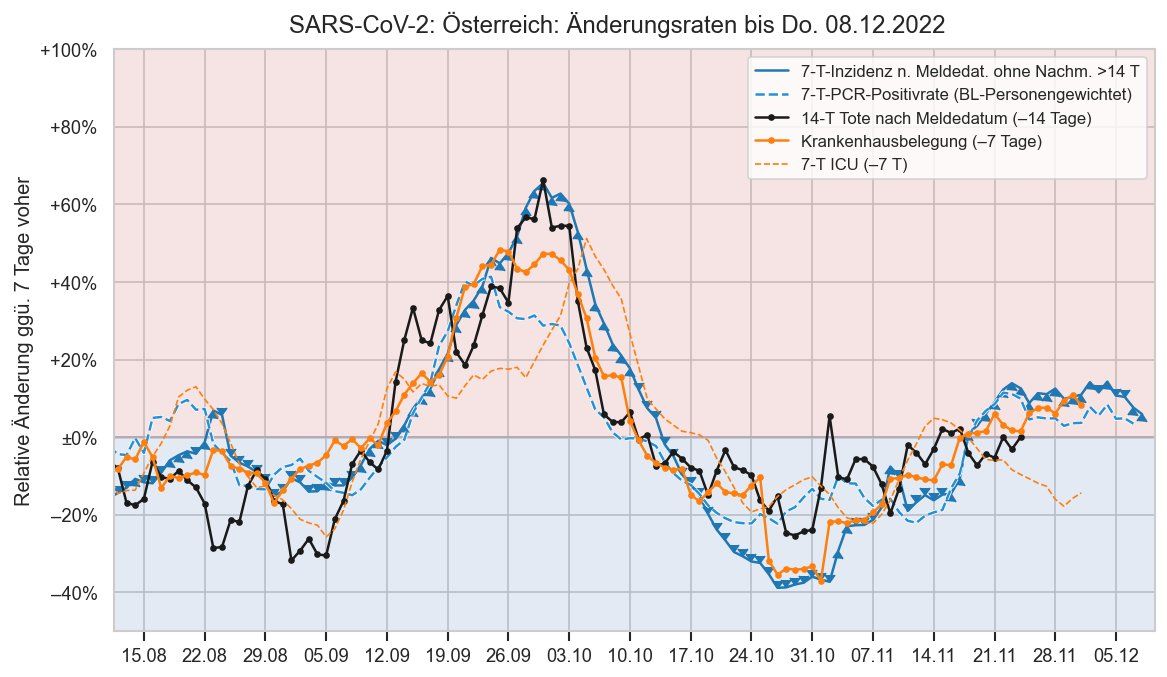 SARS-CoV-2: Österreich: Änderungsraten bis Do. 08.12.2022
Relative Änderung ggü. 7 Tage voher
+100%
+80%
+60%
+40%
+20%
±0%
–20%
–40%
7-T-Inzidenz n. Meldedat. ohne Nachm. >14 T
7-T-PCR-Positivrate (BL-Personengewichtet)
14-T Tote nach Meldedatum (–14 Tage)
Krankenhausbelegung (–7 Tage)
7-T ICU (–7 T)
15.08 22.08 29.08 05.09 12.09 19.09 26.09 03.10 10.10 17.10 24.10 31.10 07.11 14.11 21.11 28.11 05.12